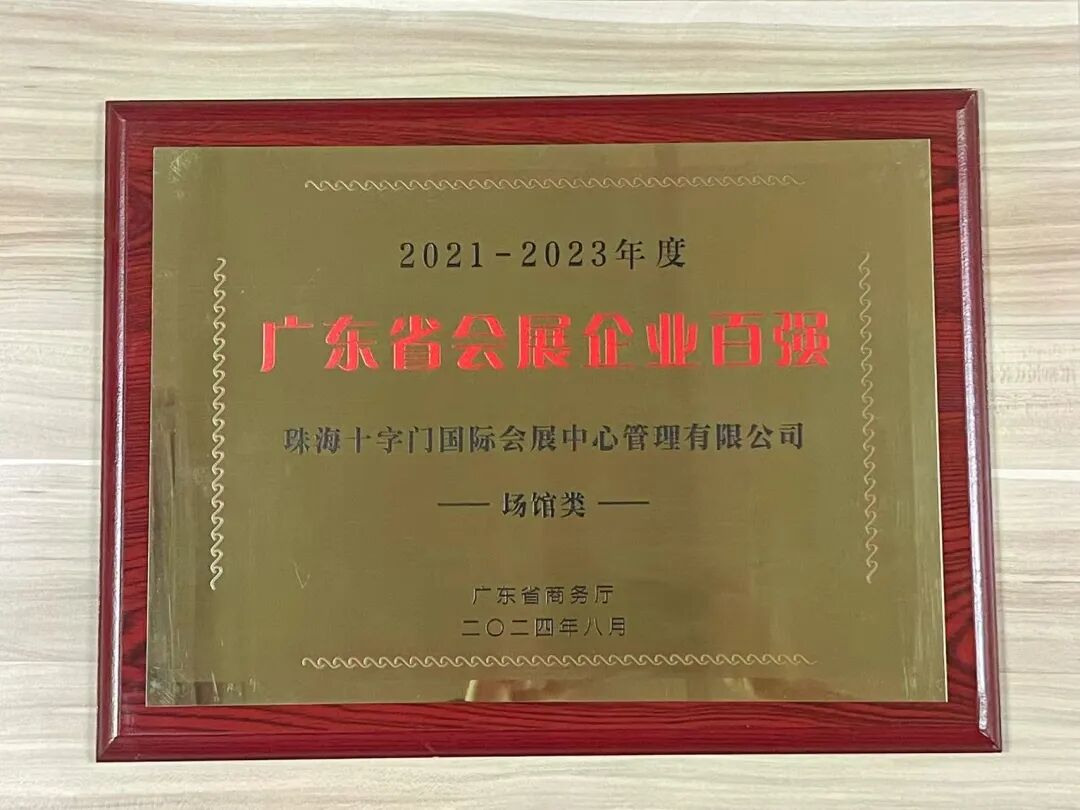 2021-2023年度
广东省会展企业百强
珠海十字门国际会展中心管理有限公司
——场馆类——
广东省商务厅
二〇二四年八月